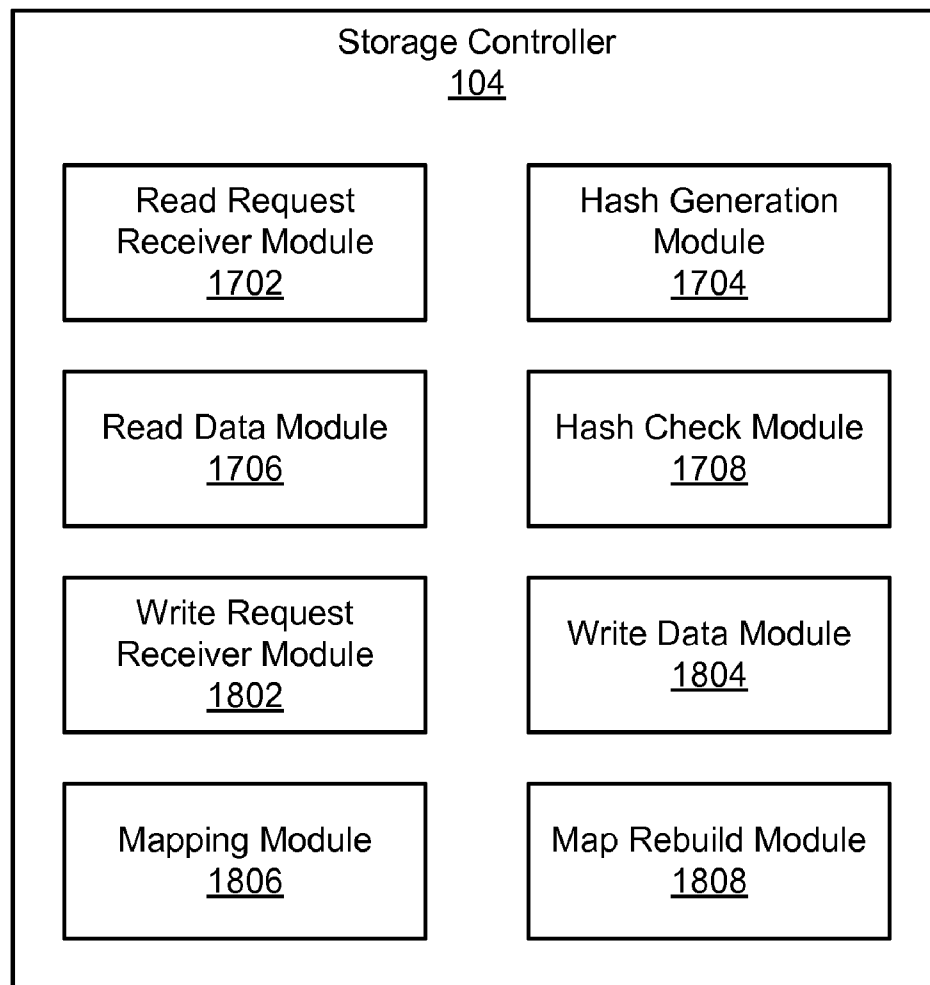 Storage Controller
104
Read Request
Receiver Module
1702
Hash Generation
Module
1704
Read Data Module
1706
Hash Check Module
1708
Write Request
Receiver Module
1802
Write Data Module
1804
Mapping Module
1806
Map Rebuild Module
1808